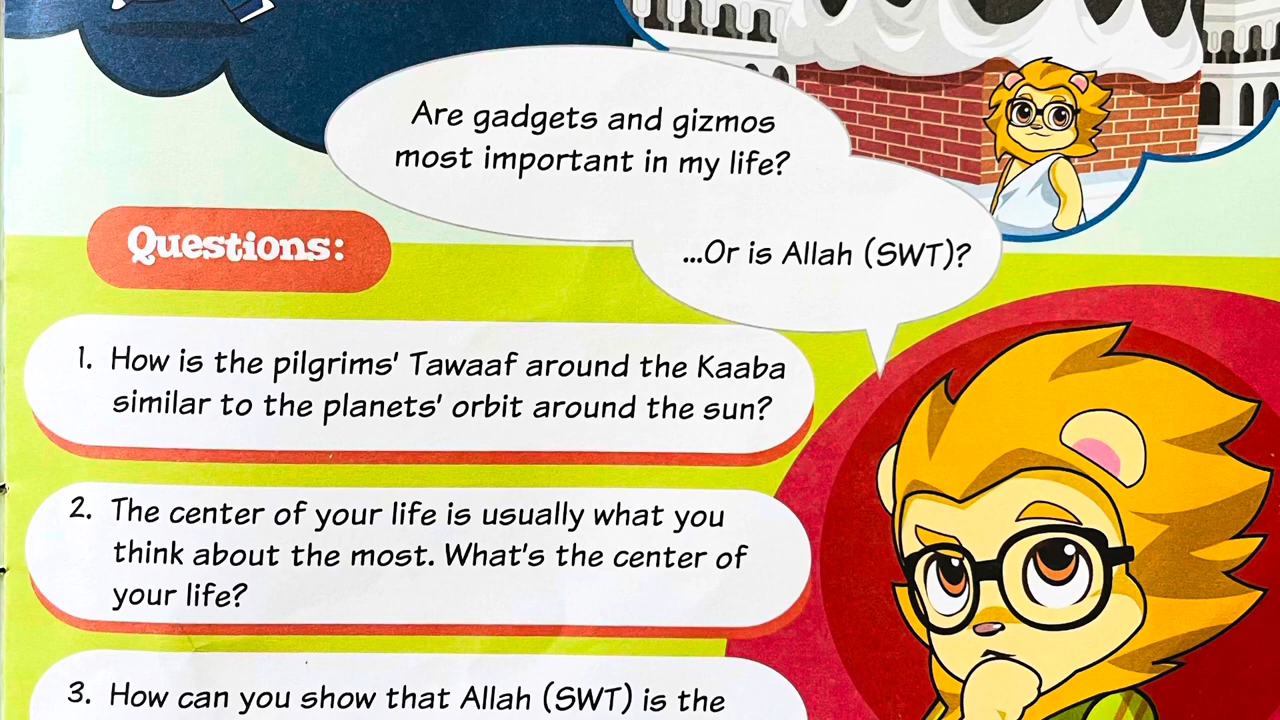 Are gadgets and gizmos
most important in my life?
...Or is Allah (SWT)?
Questions:
1. How is the pilgrims' Tawaaf around the Kaaba
similar to the planets' orbit around the sun?
2. The center of your life is usually what you
think about the most. What's the center of
your life?
3. How can you show that Allah (SWT) is the